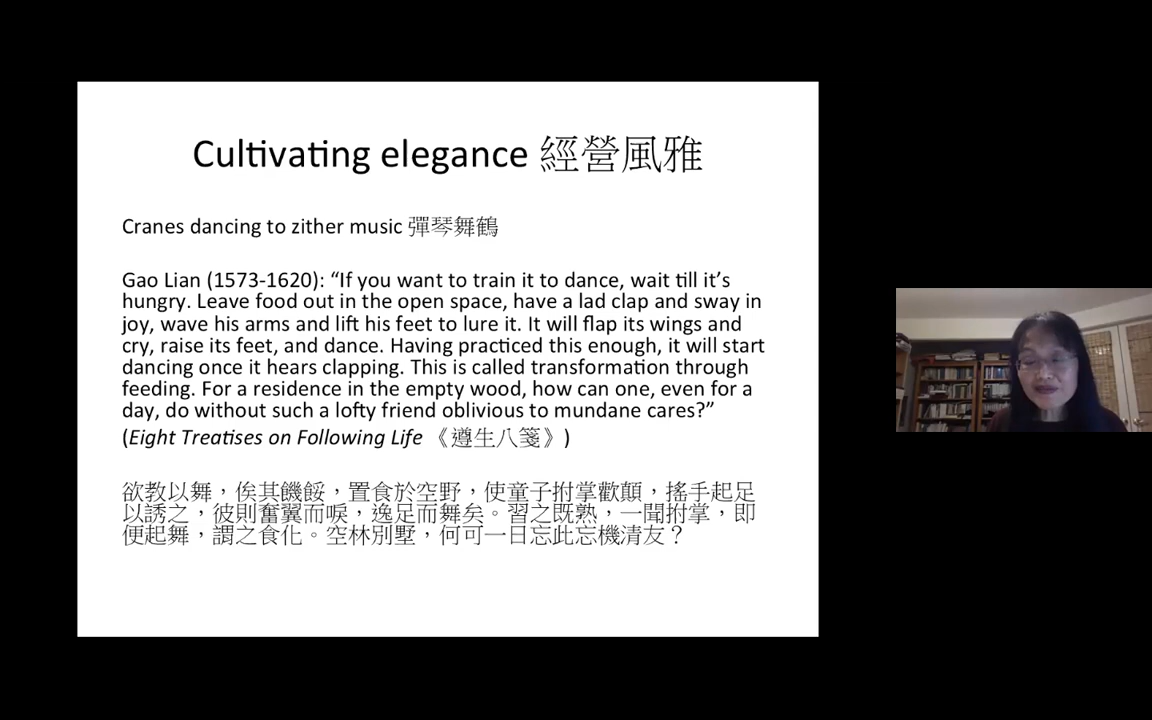 Cultivating elegance 經營風雅
Cranes dancing to zither music 彈琴舞鶴
Gao Lian (1573-1620): “If you want to train it to dance, wait till it’s
hungry. Leave food out in the open space, have a lad clap and sway in
joy, wave his arms and lift his feet to lure it. It will flap its wings and
cry, raise its feet, and dance. Having practiced this enough, it will start
dancing once it hears clapping. This is called transformation through
feeding. For a residence in the empty wood, how can one, even for a
day, do without such a lofty friend oblivious to mundane cares?”
(Eight Treatises on Following Life 《遵生八箋》)
欲教以舞，俟其饑餒，置食於空野，使童子拊掌歡顛，搖手起足
以誘之，彼則奮翼而唳，逸足而舞矣。習之既熟，一聞拊掌，即
便起舞，謂之食化。空林別墅，何可一日忘此忘機清友？